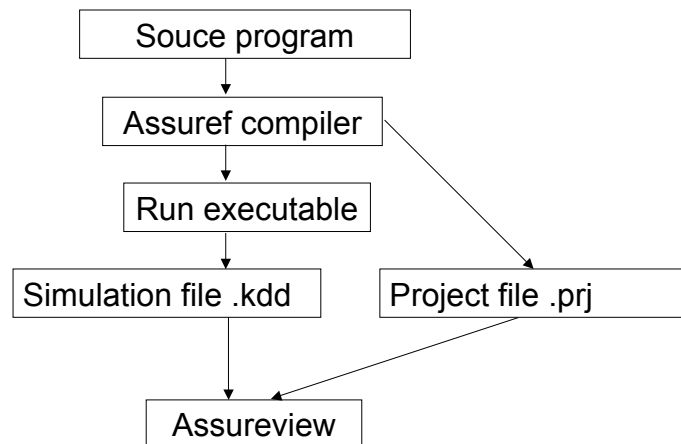 Souce program
Assuref compiler
Run executable
Simulation file .kdd
Project file .prj
Assureview